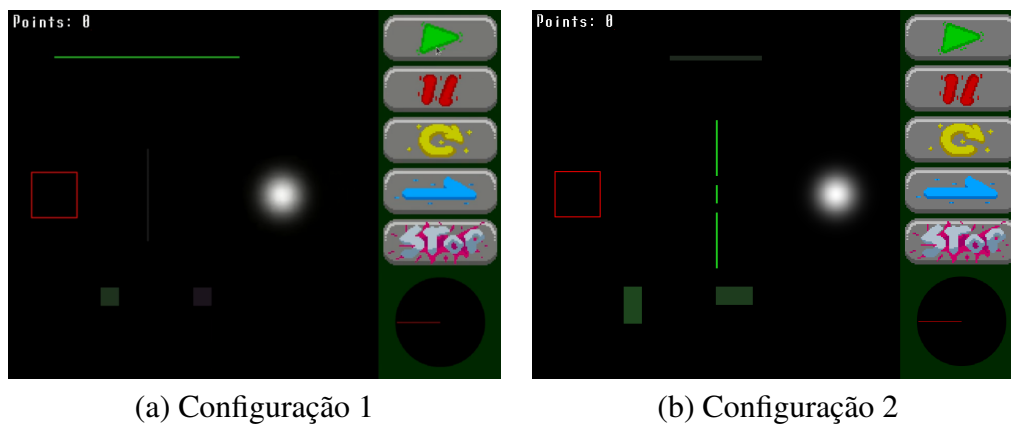 Points: 0
STOP
(a) Configuração 1
Points: 0
STOP
(b) Configuração 2